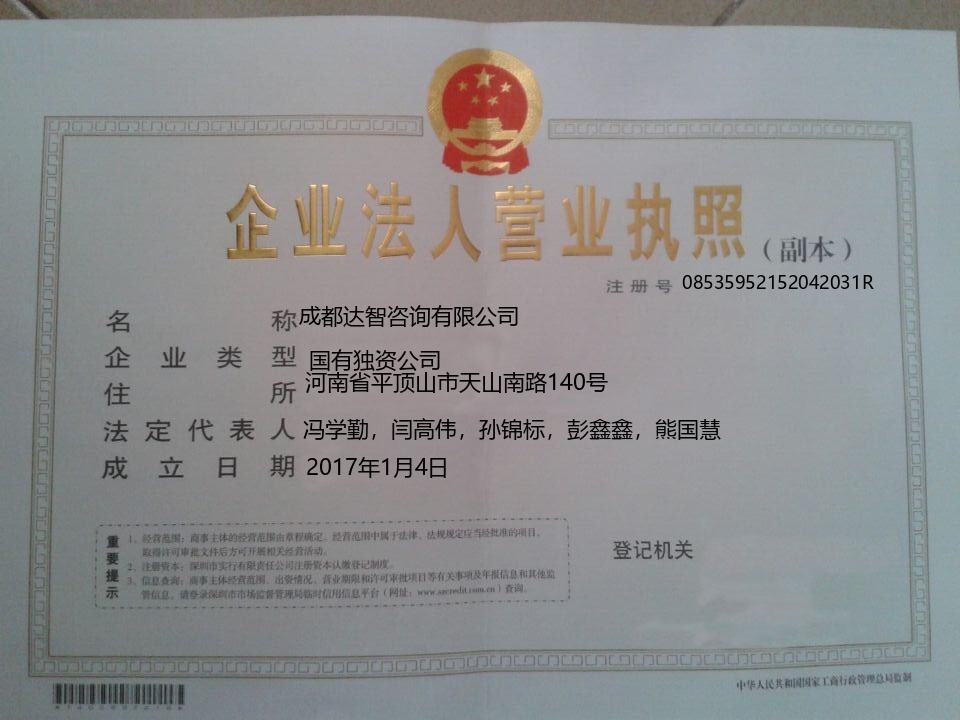 企业法人营业执照
（副本）
注册号 08535952152042031R
名称 成都达智咨询有限公司
企业类型 国有独资公司
住所 河南省平顶山市天山南路140号
法定代表人 冯学勤，闫高伟，孙锦标，彭鑫鑫，熊国慧
成立日期 2017年1月4日
重要提示
1、经营范围：商事主体的经营范围由章程确定。经营范围中属于法律、法规规定应当经批准的项目，
取得许可审批文件后方可开展相关经营活动。
2、注册资本：深圳市实行有限责任公司注册资本认缴登记制度。
3、信息查询：商事主体经营范围、出资情况、营业期限和许可审批项目等有关事项及年报信息和其他监
管信息，请登录深圳市市场监督管理局临时信用信息平台（网址：www.szcredit.com.cn）查询。
登记机关
中华人民共和国国家工商行政管理总局监制